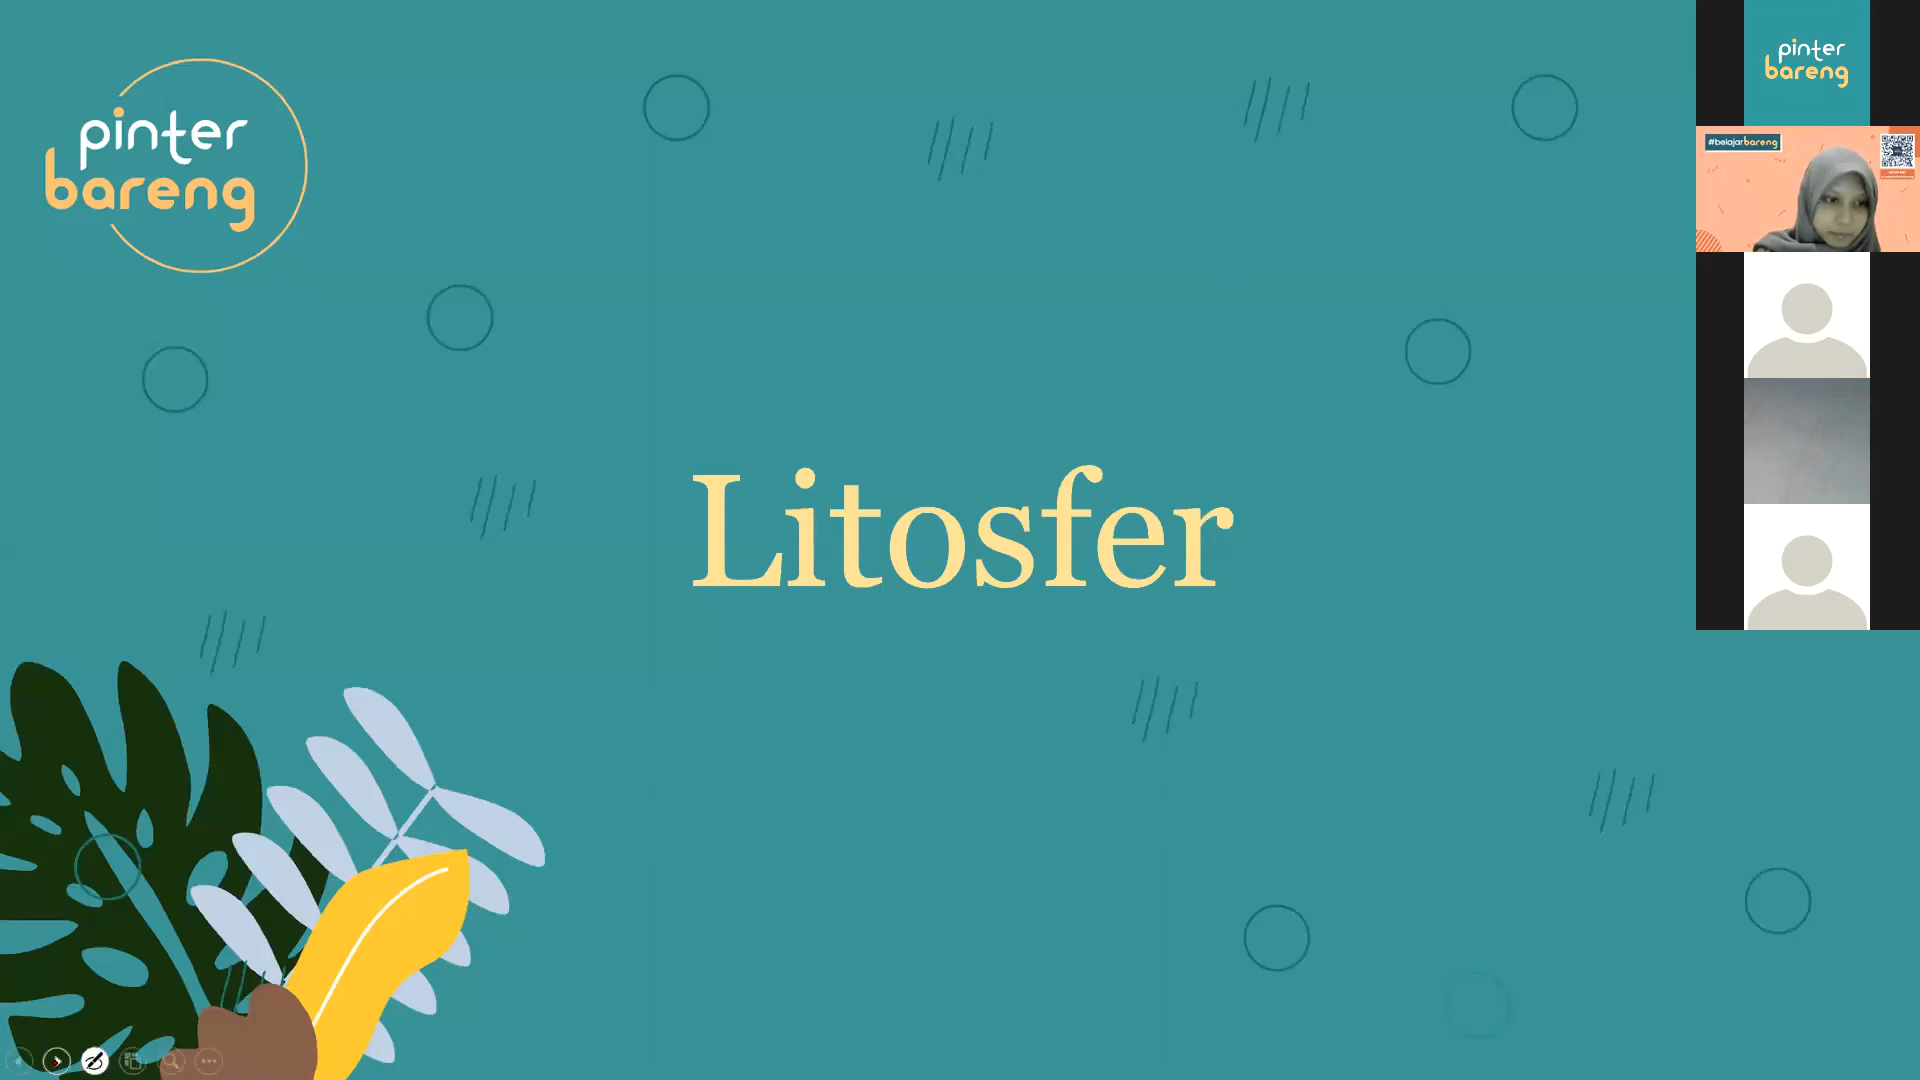 pinter
bareng
Litosfer
pinter
bareng
#belajarbareng